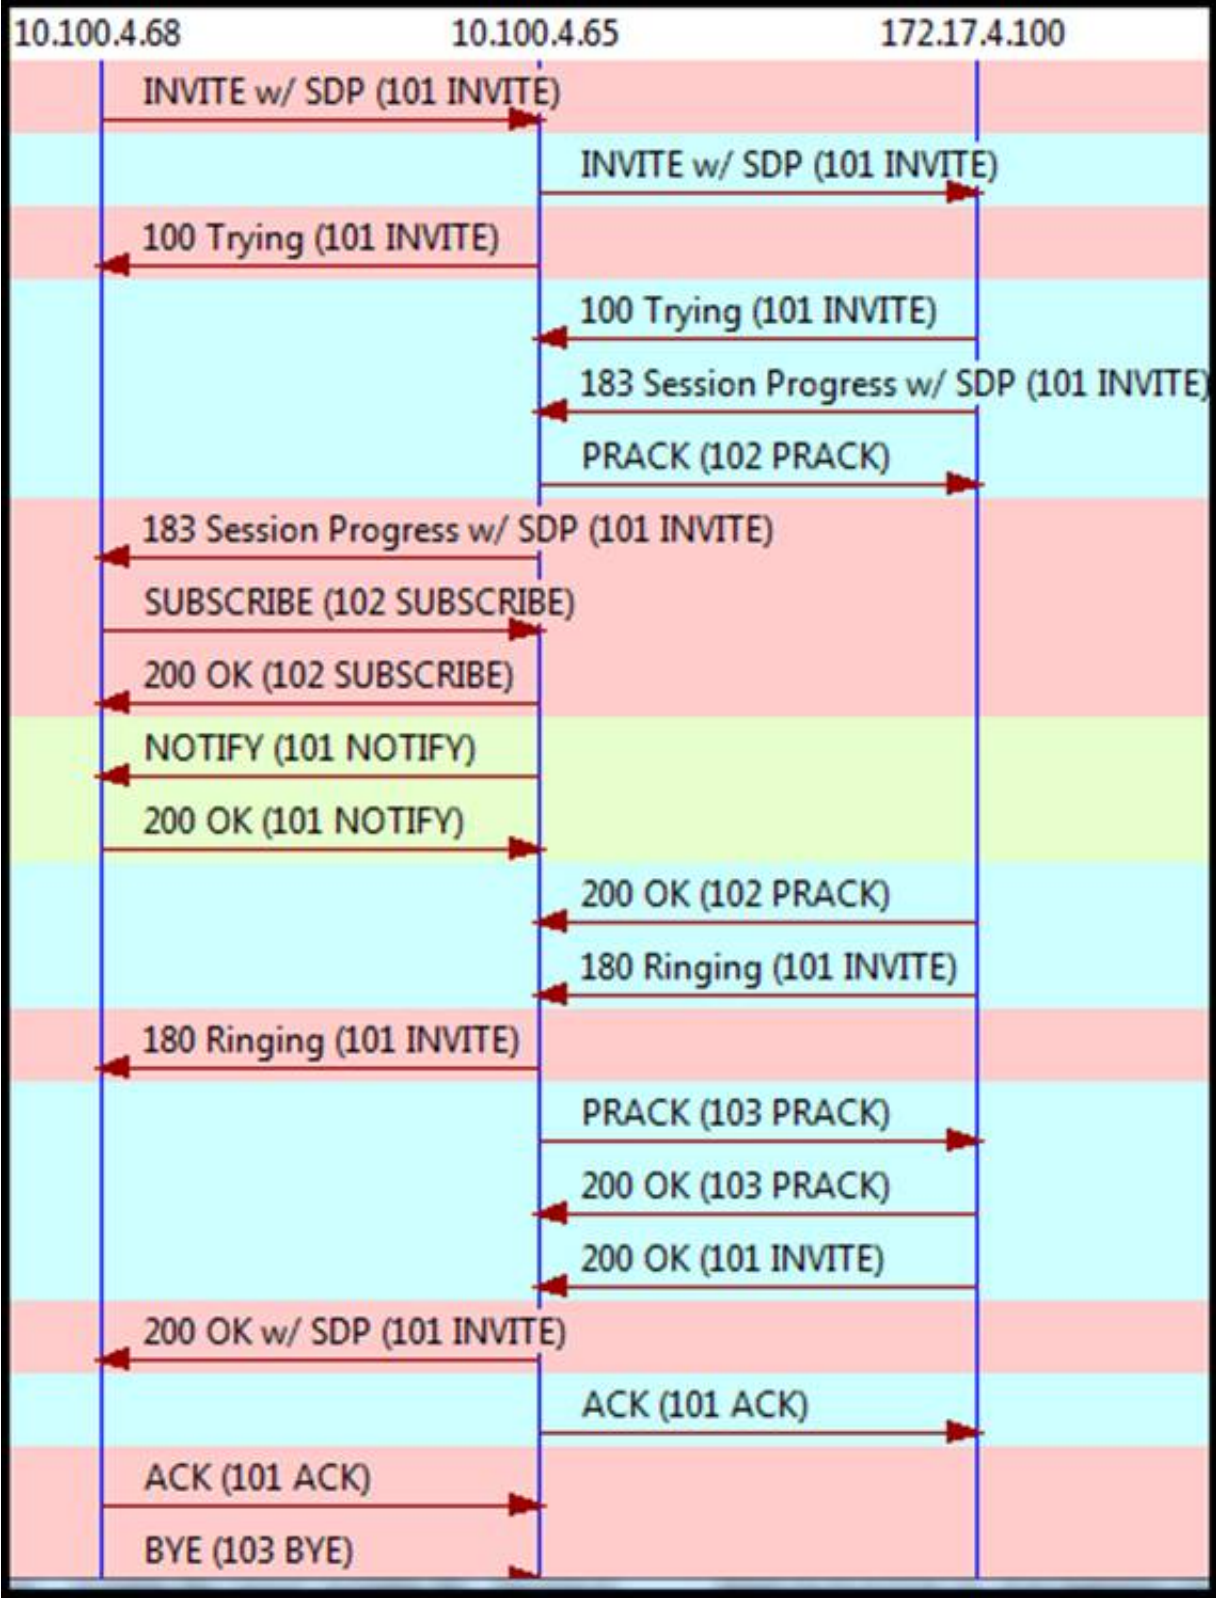 10.100.4.68 10.100.4.65 172.17.4.100
INVITE w/ SDP (101 INVITE)
INVITE w/ SDP (101 INVITE)
100 Trying (101 INVITE)
100 Trying (101 INVITE)
183 Session Progress w/ SDP (101 INVITE)
PRACK (102 PRACK)
183 Session Progress w/ SDP (101 INVITE)
SUBSCRIBE (102 SUBSCRIBE)
200 OK (102 SUBSCRIBE)
NOTIFY (101 NOTIFY)
200 OK (101 NOTIFY)
200 OK (102 PRACK)
180 Ringing (101 INVITE)
180 Ringing (101 INVITE)
PRACK (103 PRACK)
200 OK (103 PRACK)
200 OK (101 INVITE)
200 OK w/ SDP (101 INVITE)
ACK (101 ACK)
ACK (101 ACK)
BYE (103 BYE)